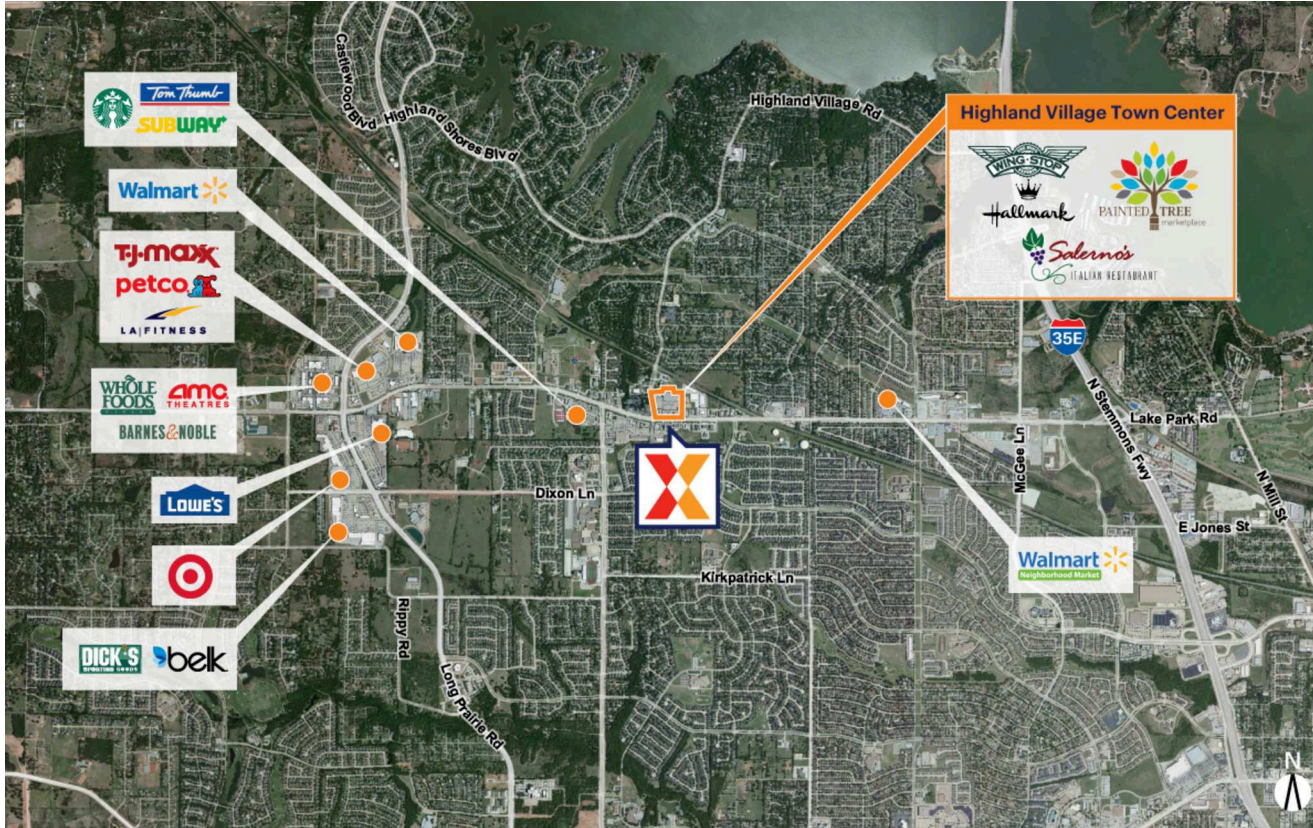 Castlewood Blvd
Highland Shores Blvd
Highland Village Rd
Tom Thumb
SUBWAY
Walmart
T.J.maxx
petco
LA|FITNESS
WHOLE
FOODS
MARKET
amc
THEATRES
BARNES&NOBLE
LOWE'S
DICK'S
SPORTING GOODS
belk
Highland Village Town Center
WING·STOP
Hallmark
PAINTED TREE
marketplace
Salerno's
ITALIAN RESTAURANT
35E
N Stemmons Fwy
Lake Park Rd
McGee Ln
N Mill St
E Jones St
Dixon Ln
Kirkpatrick Ln
Rippy Rd
Long Prairie Rd
Walmart
Neighborhood Market
N